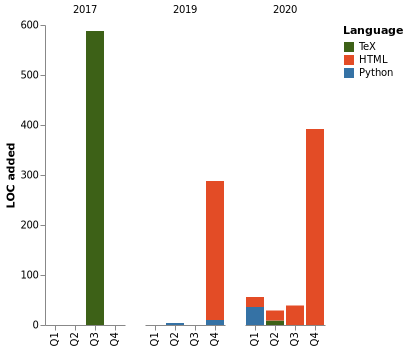 2017 2019 2020
Language
TeX
HTML
Python
LOC added
600
500
400
300
200
100
0
Q1 Q2 Q3 Q4 Q1 Q2 Q3 Q4 Q1 Q2 Q3 Q4